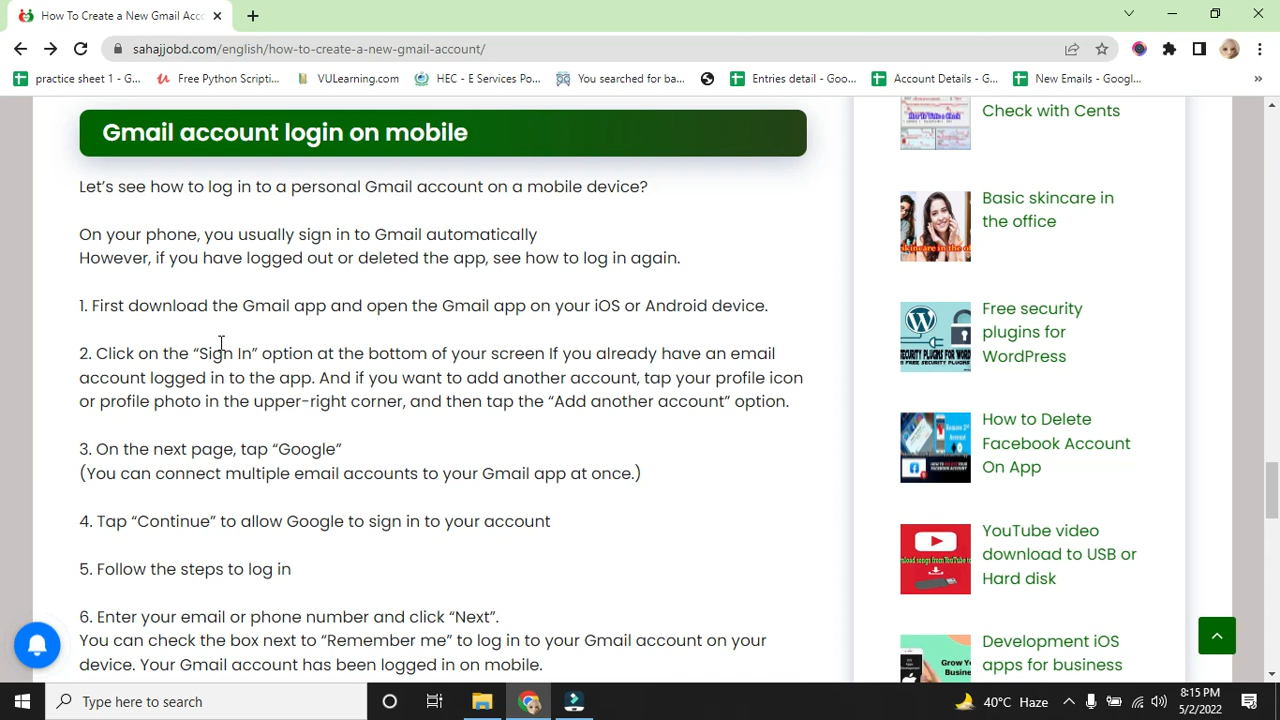 How To Create a New Gmail Acc
sahajjobd.com/english/how-to-create-a-new-gmail-account/
practice sheet 1 - G...
Free Python Scripti...
VULearning.com
HEC - E Services Po...
You searched for ba...
Entries detail - Goo...
Account Details - G...
New Emails - Googl...
»
Gmail account login on mobile
Let's see how to log in to a personal Gmail account on a mobile device?
On your phone, you usually sign in to Gmail automatically
However, if you have logged out or deleted the app, see how to log in again.
1. First download the Gmail app and open the Gmail app on your iOS or Android device.
2. Click on the “Sign In” option at the bottom of your screen If you already have an email
account logged in to the app. And if you want to add another account, tap your profile icon
or profile photo in the upper-right corner, and then tap the “Add another account” option.
3. On the next page, tap “Google”
(You can connect multiple email accounts to your Gmail app at once.)
4. Tap “Continue” to allow Google to sign in to your account
5. Follow the steps to log in
6. Enter your email or phone number and click “Next”.
You can check the box next to “Remember me” to log in to your Gmail account on your
device. Your Gmail account has been logged in on mobile.
Check with Cents
Basic skincare in
the office
Free security
plugins for
WordPress
How to Delete
Facebook Account
On App
YouTube video
download to USB or
Hard disk
Development iOS
apps for business
Type here to search
40°C Haze
8:15 PM
5/2/2022